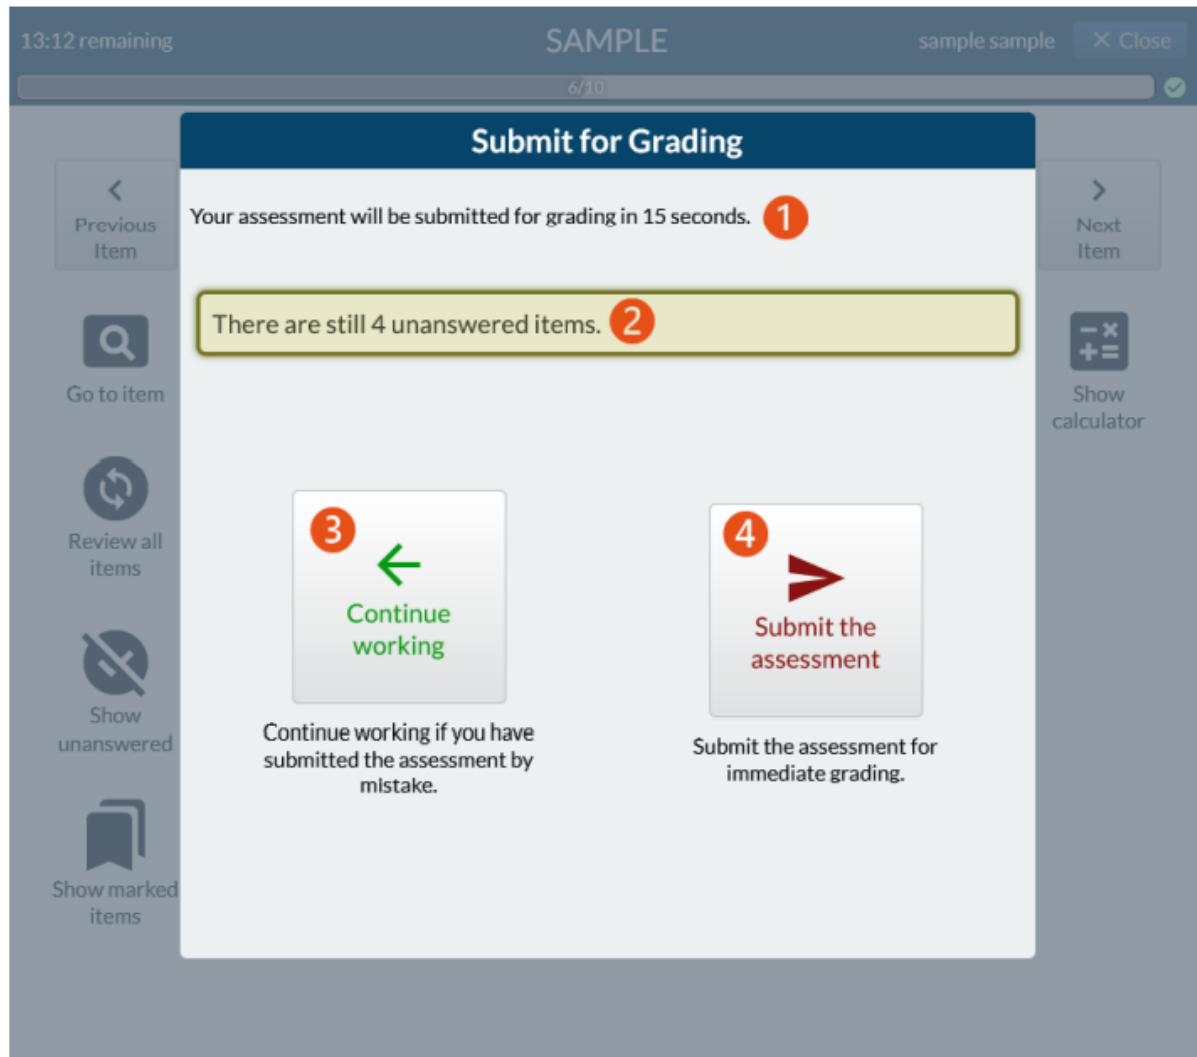 13:12 remaining SAMPLE sample sample × Close
6/10
Submit for Grading
Previous
Item
Next
Item
Your assessment will be submitted for grading in 15 seconds. 1
There are still 4 unanswered items. 2
Go to item
Show
calculator
Review all
items
Show
unanswered
Show marked
items
3
Continue
working
Continue working if you have
submitted the assessment by
mistake.
4
Submit the
assessment
Submit the assessment for
immediate grading.